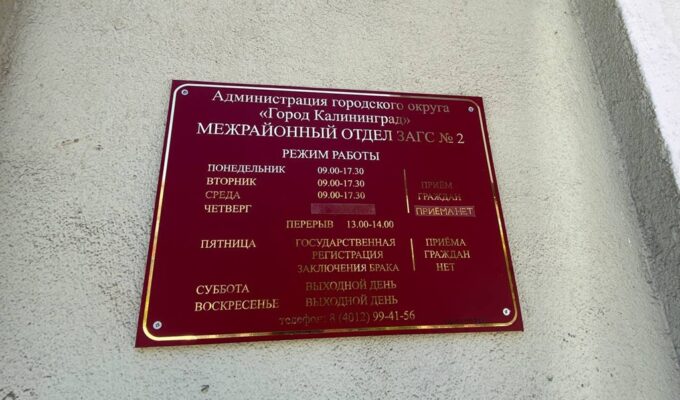 Администрация городского округа
«Город Калининград»
МЕЖРАЙОННЫЙ ОТДЕЛ ЗАГС № 2
РЕЖИМ РАБОТЫ
ПОНЕДЕЛЬНИК 09.00-17.30
ВТОРНИК 09.00-17.30 ПРИЁМ
СРЕДА 09.00-17.30 ГРАЖДАН
ЧЕТВЕРГ ПРИЁМА НЕТ
ПЕРЕРЫВ 13.00-14.00
ПЯТНИЦА ГОСУДАРСТВЕННАЯ ПРИЁМА
РЕГИСТРАЦИЯ ГРАЖДАН
ЗАКЛЮЧЕНИЯ БРАКА НЕТ
СУББОТА ВЫХОДНОЙ ДЕНЬ
ВОСКРЕСЕНЬЕ ВЫХОДНОЙ ДЕНЬ
телефон: 8 (4012) 99-41-56